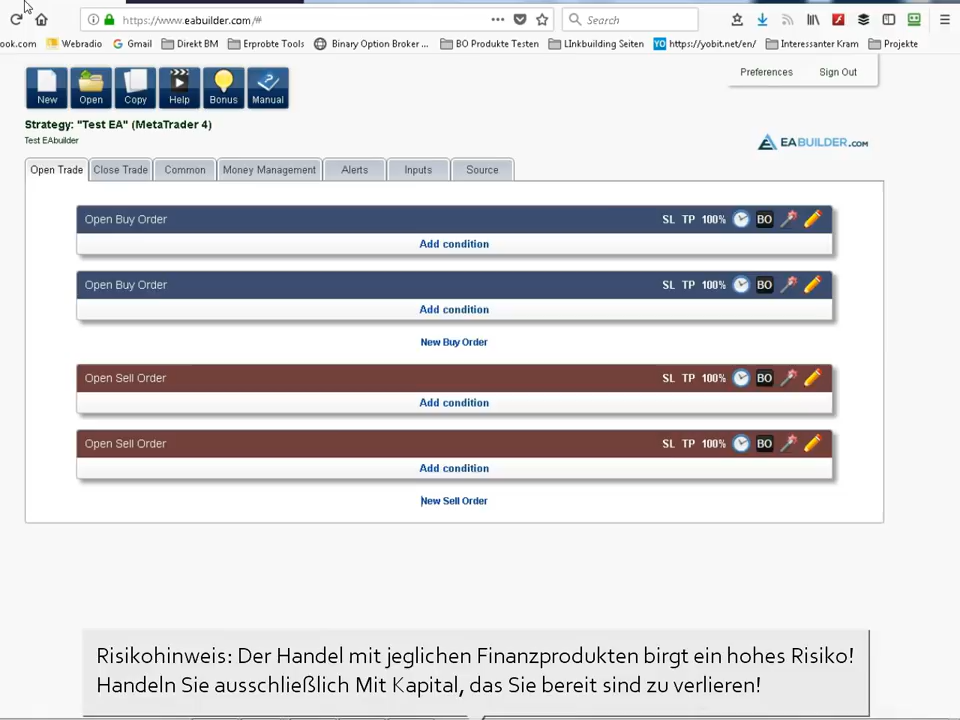 https://www.eabuilder.com/#
Search
ook.com Webradio Gmail Direkt BM Erprobte Tools Binary Option Broker ... BO Produkte Testen LInkbuilding Seiten YO https://yobit.net/en/ Interessanter Kram Projekte
New Open Copy Help Bonus Manual
Preferences Sign Out
Strategy: "Test EA" (MetaTrader 4)
Test EAbuilder
EABUILDER.COM
Open Trade Close Trade Common Money Management Alerts Inputs Source
Open Buy Order SL TP 100% BO
Add condition
Open Buy Order SL TP 100% BO
Add condition
New Buy Order
Open Sell Order SL TP 100% BO
Add condition
Open Sell Order SL TP 100% BO
Add condition
New Sell Order
Risikohinweis: Der Handel mit jeglichen Finanzprodukten birgt ein hohes Risiko!
Handeln Sie ausschließlich Mit Kapital, das Sie bereit sind zu verlieren!